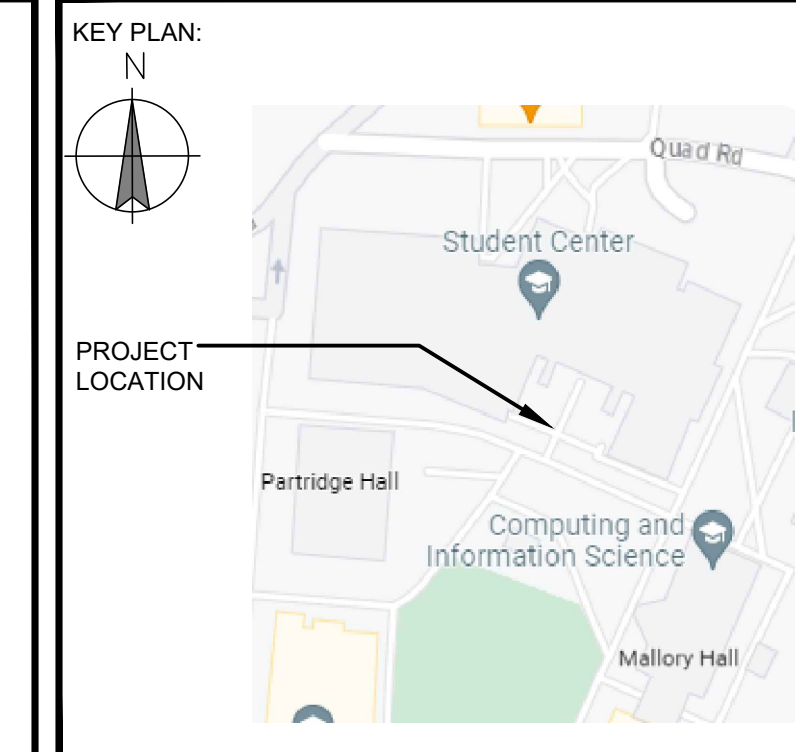 KEY PLAN:
N
Quad Rd
Student Center
PROJECT
LOCATION
Partridge Hall
Computing and
Information Science
Mallory Hall